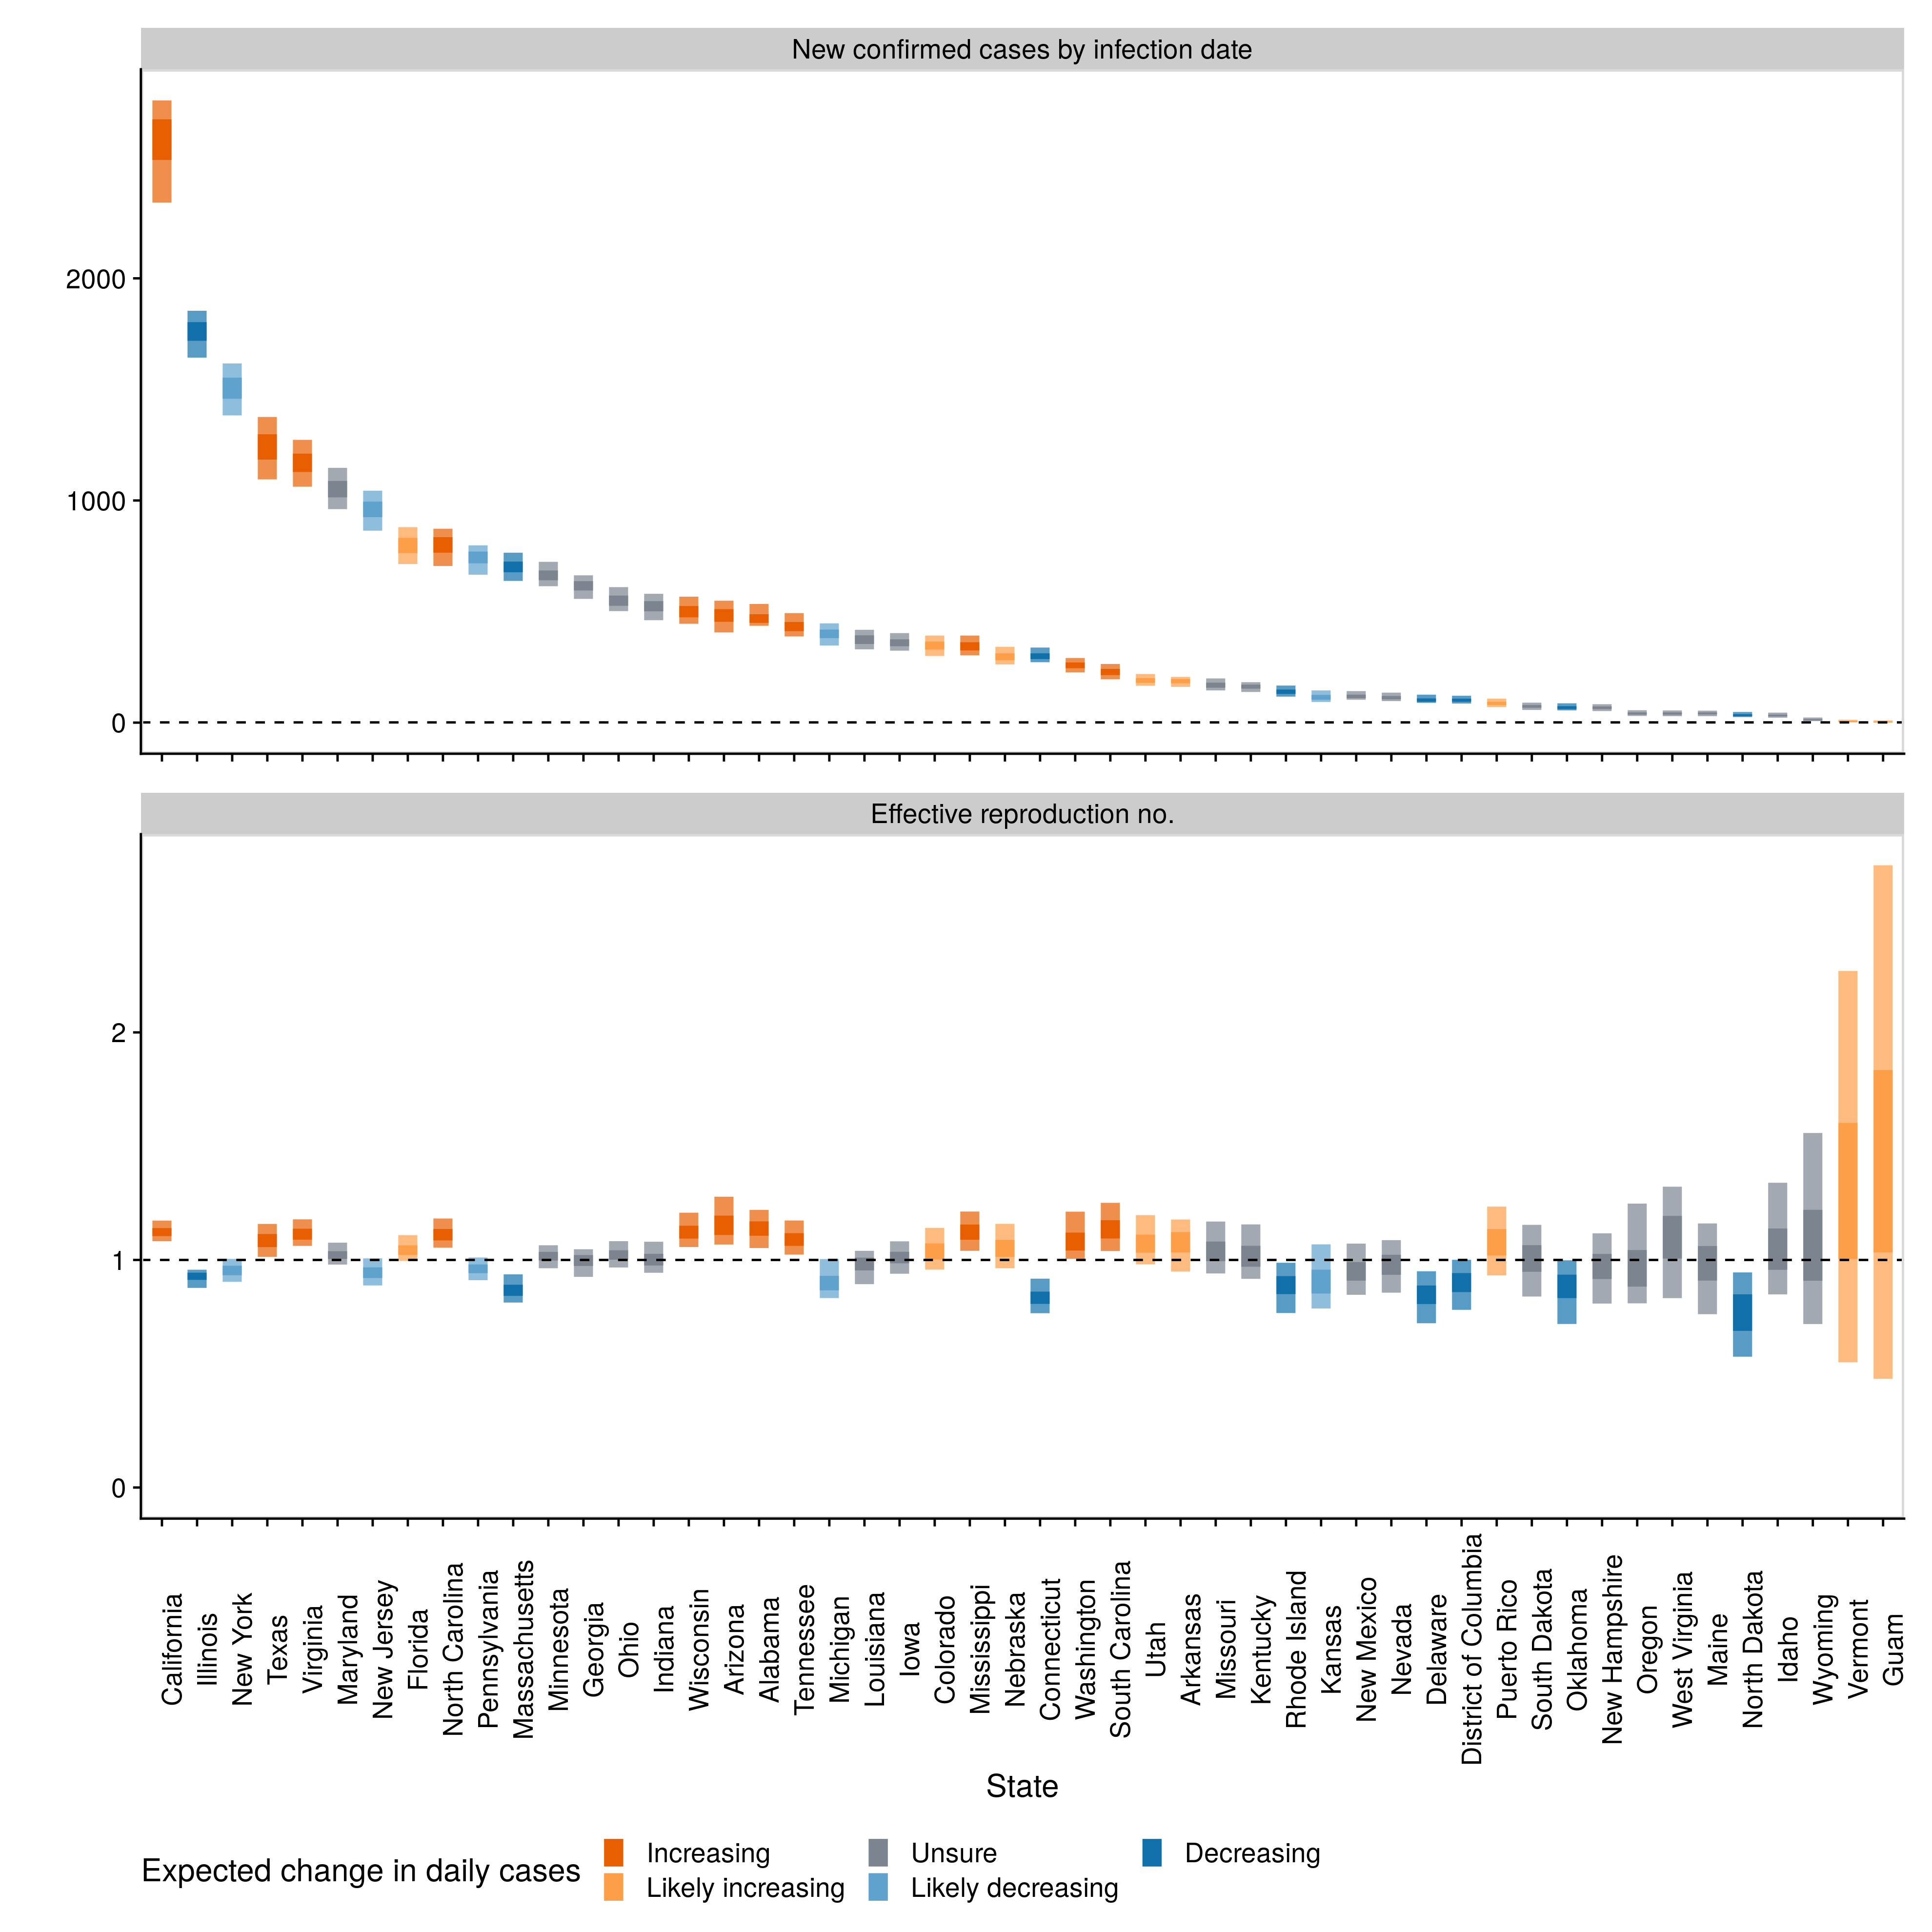 New confirmed cases by infection date
2000
1000
0
Effective reproduction no.
2
1
0
California
Illinois
New York
Texas
Virginia
Maryland
New Jersey
Florida
North Carolina
Pennsylvania
Massachusetts
Minnesota
Georgia
Ohio
Indiana
Wisconsin
Arizona
Alabama
Tennessee
Michigan
Louisiana
Iowa
Colorado
Mississippi
Nebraska
Connecticut
Washington
South Carolina
Utah
Arkansas
Missouri
Kentucky
Rhode Island
Kansas
New Mexico
Nevada
Delaware
District of Columbia
Puerto Rico
South Dakota
Oklahoma
New Hampshire
Oregon
West Virginia
Maine
North Dakota
Idaho
Wyoming
Vermont
Guam
State
Expected change in daily cases
Increasing
Unsure
Decreasing
Likely increasing
Likely decreasing